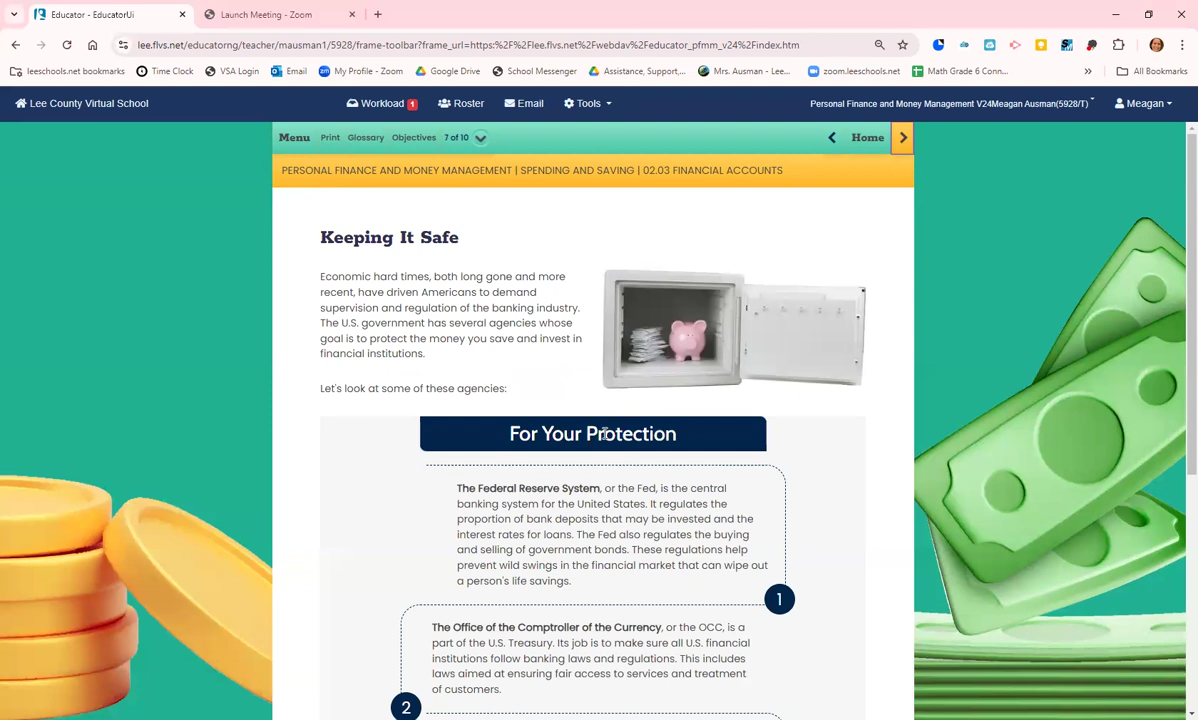 Educator - EducatorUi
Launch Meeting - Zoom
lee.flvs.net/educatorng/teacher/mausman1/5928/frame-toolbar?frame_url=https:%2F%2Flee.flvs.net%2Fwebdav%2Feducator_pfmm_v24%2Findex.htm
leeschools.net bookmarks
Time Clock
VSA Login
Email
My Profile - Zoom
Google Drive
School Messenger
Assistance, Support,...
Mrs. Ausman - Lee...
zoom.leeschools.net
Math Grade 6 Conn...
All Bookmarks
Lee County Virtual School
Workload 1
Roster
Email
Tools
Personal Finance and Money Management V24Meagan Ausman(5928/T)
Meagan
Menu Print Glossary Objectives 7 of 10
Home
PERSONAL FINANCE AND MONEY MANAGEMENT | SPENDING AND SAVING | 02.03 FINANCIAL ACCOUNTS
Keeping It Safe
Economic hard times, both long gone and more
recent, have driven Americans to demand
supervision and regulation of the banking industry.
The U.S. government has several agencies whose
goal is to protect the money you save and invest in
financial institutions.
Let's look at some of these agencies:
For Your Protection
The Federal Reserve System, or the Fed, is the central
banking system for the United States. It regulates the
proportion of bank deposits that may be invested and the
interest rates for loans. The Fed also regulates the buying
and selling of government bonds. These regulations help
prevent wild swings in the financial market that can wipe out
a person's life savings.
1
The Office of the Comptroller of the Currency, or the OCC, is a
part of the U.S. Treasury. Its job is to make sure all U.S. financial
institutions follow banking laws and regulations. This includes
laws aimed at ensuring fair access to services and treatment
of customers.
2